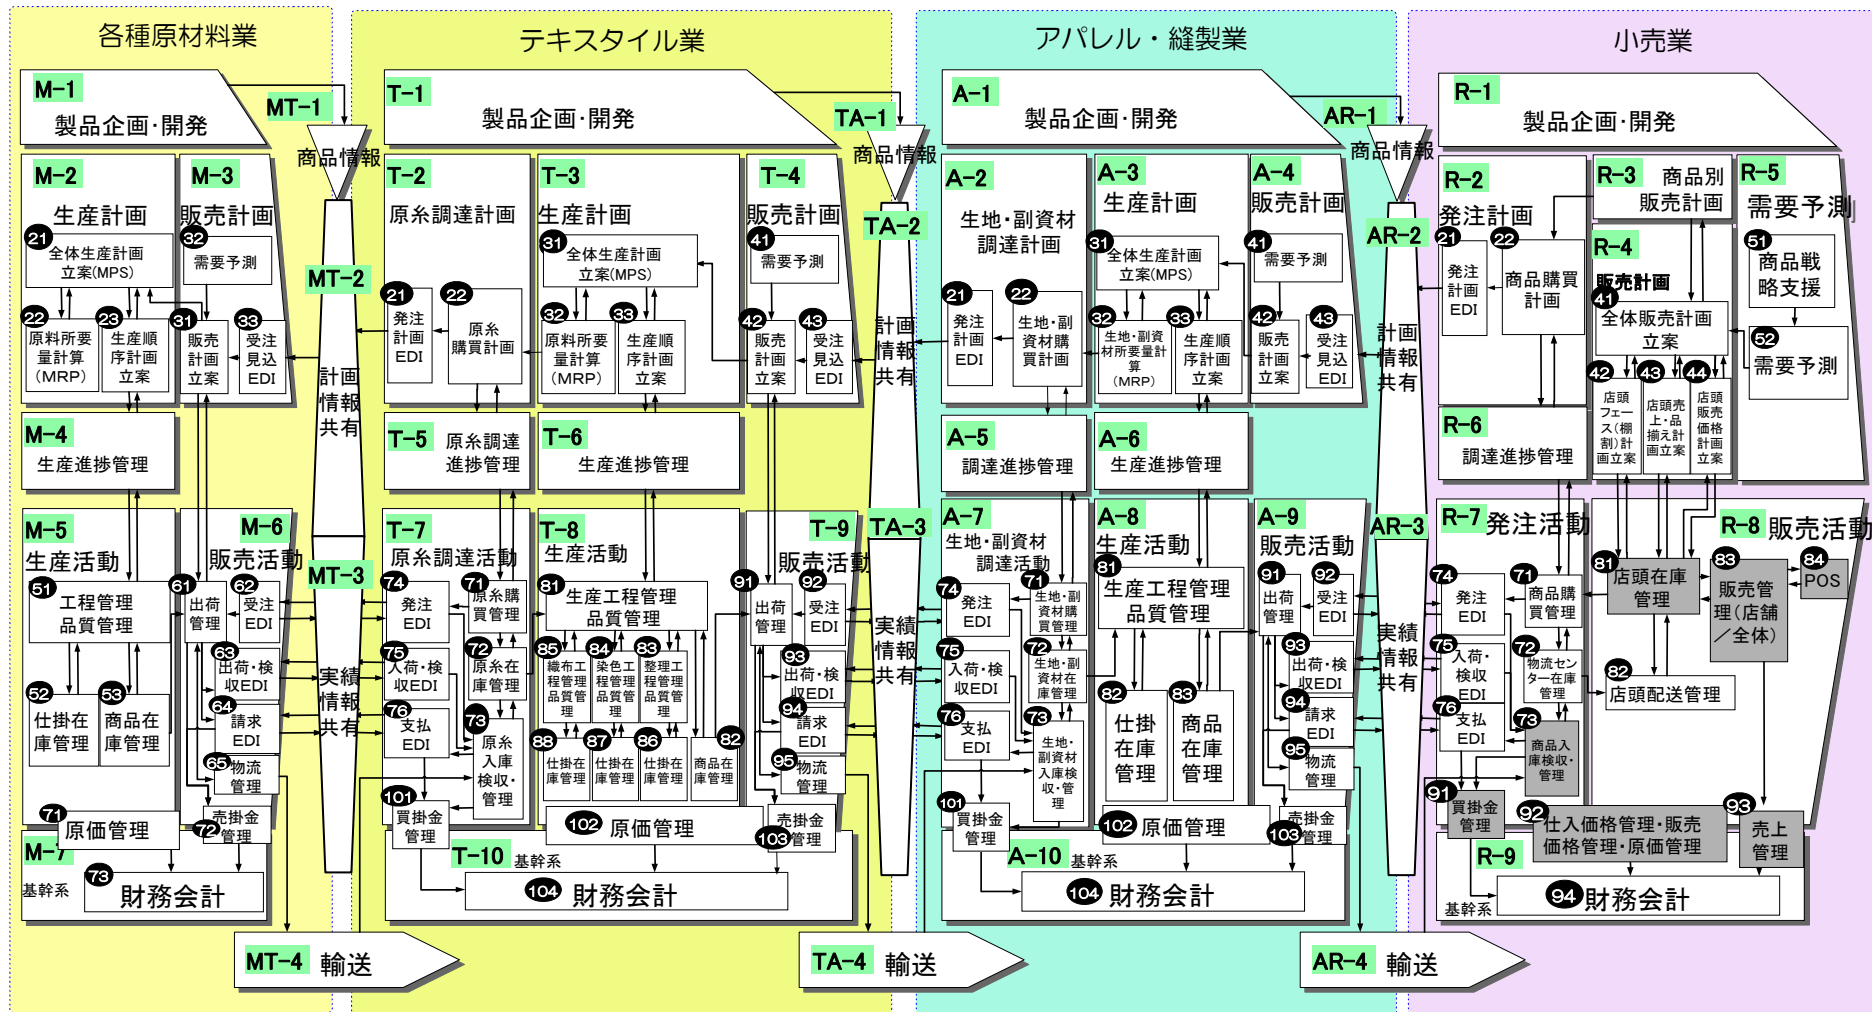 各種原材料業
テキスタイル業
アパレル・縫製業
小売業
M-1
製品企画・開発
MT-1
商品情報
M-2
生産計画
21
全体生産計画
立案(MPS)
22
原料所要
量計算
(MRP)
23
生産順
序計画
立案
M-3
販売計画
32
需要予測
31
販売
計画
立案
33
受注
見込
EDI
MT-2
計画
情報
共有
M-4
生産進捗管理
M-5
生産活動
51
工程管理
品質管理
52
仕掛在
庫管理
53
商品在
庫管理
M-6
販売活動
61
出荷
管理
62
受注
EDI
63
出荷・検
収EDI
64
請求
EDI
65
物流
管理
MT-3
実績
情報
共有
71
原価管理
72
売掛金
管理
M-7
基幹系
73
財務会計
MT-4
輸送
T-1
製品企画・開発
TA-1
商品情報
T-2
原糸調達計画
21
発注
計画
EDI
22
原糸
購買計画
T-3
生産計画
31
全体生産計画
立案(MPS)
32
原料所要
量計算
(MRP)
33
生産順
序計画
立案
T-4
販売計画
41
需要予測
42
販売
計画
立案
43
受注
見込
EDI
TA-2
計画
情報
共有
T-5
原糸調達
進捗管理
T-6
生産進捗管理
T-7
原糸調達活動
74
発注
EDI
71
原糸購
買管理
75
入荷・検
収EDI
72
原糸在
庫管理
76
支払
EDI
73
原糸
入庫
検収・
管理
T-8
生産活動
81
生産工程管理
品質管理
85
織布工
程管理
品質管
理
84
染色工
程管理
品質管
理
83
整理工
程管理
品質管
理
88
仕掛在
庫管理
87
仕掛在
庫管理
86
仕掛在
庫管理
82
商品在
庫管理
T-9
販売活動
91
出荷
管理
92
受注
EDI
93
出荷・検
収EDI
94
請求
EDI
95
物流
管理
TA-3
実績
情報
共有
101
買掛金
管理
102
原価管理
103
売掛金
管理
T-10
基幹系
104
財務会計
TA-4
輸送
A-1
製品企画・開発
AR-1
商品情報
A-2
生地・副資材
調達計画
21
発注
計画
EDI
22
生地・副
資材購
買計画
A-3
生産計画
31
全体生産計画
立案(MPS)
32
生地・副資
材所要量計
算
(MRP)
33
生産順
序計画
立案
A-4
販売計画
41
需要予測
42
販売
計画
立案
43
受注
見込
EDI
AR-2
計画
情報
共有
A-5
調達進捗管理
A-6
生産進捗管理
A-7
生地・副資材
調達活動
74
発注
EDI
71
生地・副
資材購
買管理
75
入荷・検
収EDI
72
生地・副
資材在
庫管理
76
支払
EDI
73
生地・
副資材
入庫検
収・管
理
A-8
生産活動
81
生産工程管理
品質管理
82
仕掛
在庫
管理
83
商品
在庫
管理
A-9
販売活動
91
出荷
管理
92
受注
EDI
93
出荷・検
収EDI
94
請求
EDI
95
物流
管理
AR-3
実績
情報
共有
101
買掛金
管理
102
原価管理
103
売掛金
管理
A-10
基幹系
104
財務会計
AR-4
輸送
R-1
製品企画・開発
R-2
発注計画
21
発注
計画
EDI
22
商品購買
計画
R-3
商品別
販売計画
R-4
販売計画
41
全体販売計画
立案
42
店頭
フェー
ス(棚
割)計
画立案
43
店頭売
上・品
揃え計
画立案
44
店頭
販売
価格
計画
立案
R-5
需要予測
51
商品戦
略支援
52
需要予測
R-6
調達進捗管理
R-7
発注活動
74
発注
EDI
71
商品購
買管理
75
入荷・
検収
EDI
72
物流セン
ター在庫
管理
76
支払
EDI
73
商品入
庫検収・
管理
R-8
販売活動
81
店頭在庫
管理
83
販売管
理(店舗
／全体)
84
POS
82
店頭配送管理
91
買掛金
管理
92
仕入価格管理・販売
価格管理・原価管理
93
売上
管理
R-9
基幹系
94
財務会計